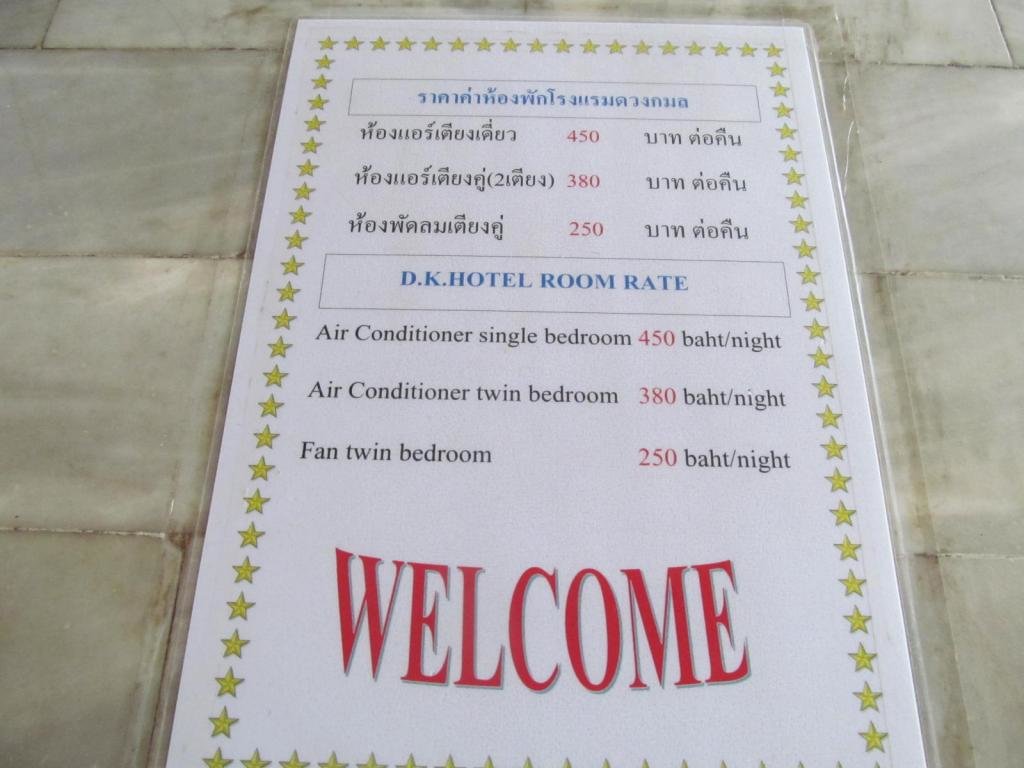 ราคาค่าห้องพักโรงแรมดวงกมล
ห้องแอร์เตียงเดี่ยว 450 บาท ต่อคืน
ห้องแอร์เตียงคู่(2เตียง) 380 บาท ต่อคืน
ห้องพัดลมเตียงคู่ 250 บาท ต่อคืน
D.K.HOTEL ROOM RATE
Air Conditioner single bedroom 450 baht/night
Air Conditioner twin bedroom 380 baht/night
Fan twin bedroom 250 baht/night
WELCOME